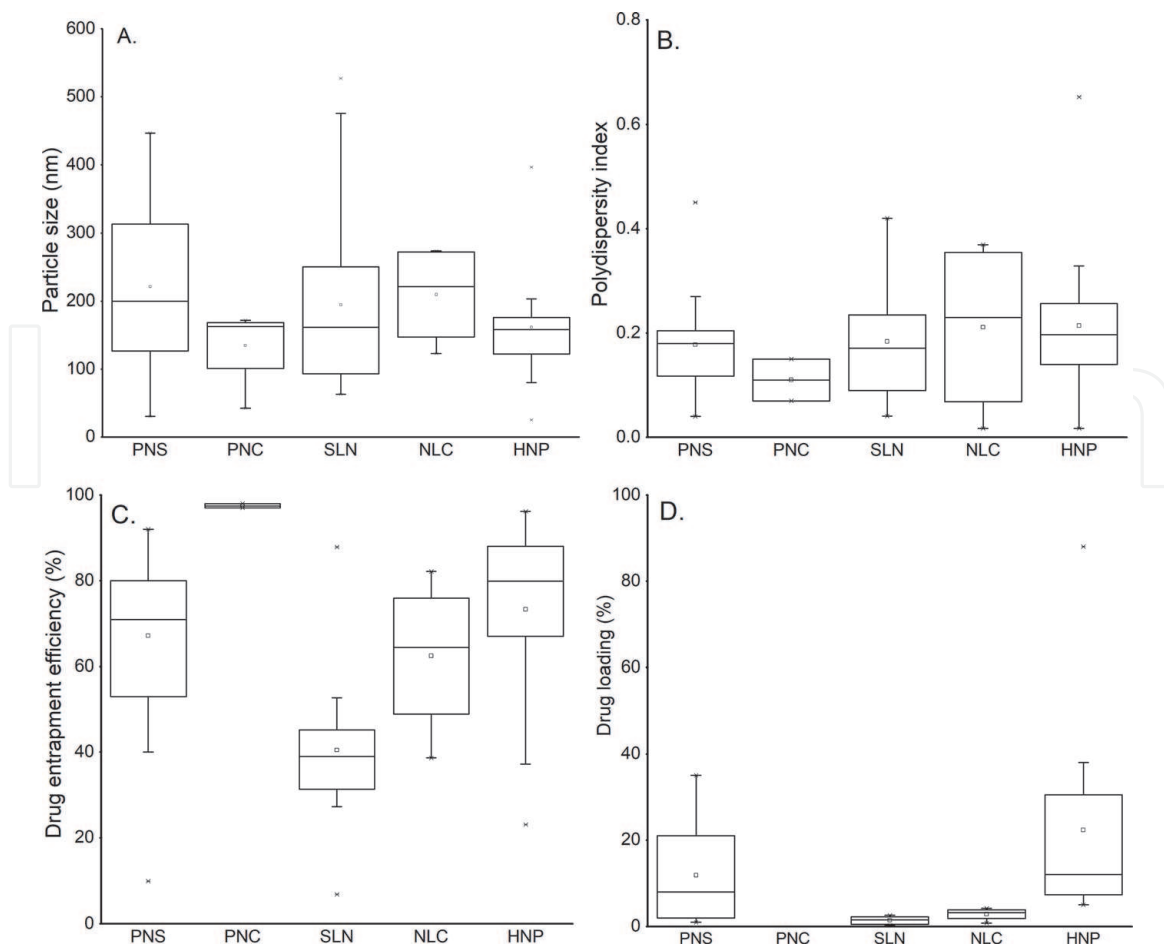 A.
Particle size (nm)
600
500
400
300
200
100
0
PNS PNC SLN NLC HNP
B.
Polydispersity index
0.8
0.6
0.4
0.2
0.0
PNS PNC SLN NLC HNP
C.
Drug entrapment efficiency (%)
100
80
60
40
20
0
PNS PNC SLN NLC HNP
D.
Drug loading (%)
100
80
60
40
20
0
PNS PNC SLN NLC HNP